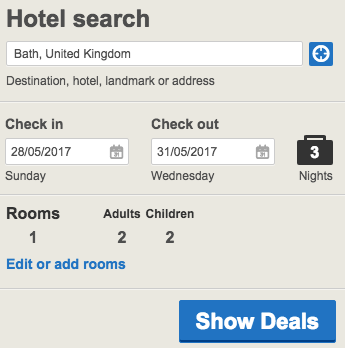 Hotel search
Bath, United Kingdom
Destination, hotel, landmark or address
Check in Check out
28/05/2017 31/05/2017 3
Sunday Wednesday Nights
Rooms Adults Children
1 2 2
Edit or add rooms
Show Deals